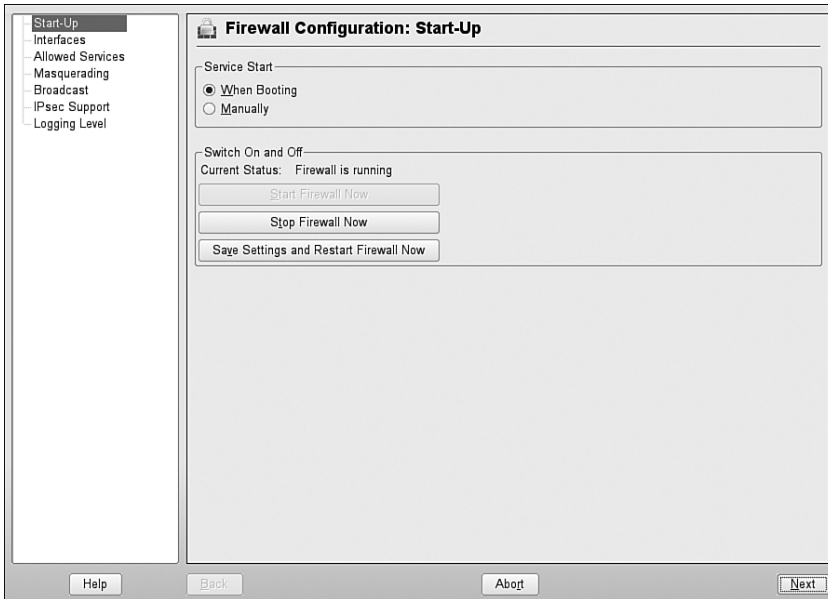 Start-Up
Interfaces
Allowed Services
Masquerading
Broadcast
IPsec Support
Logging Level
Firewall Configuration: Start-Up
Service Start
When Booting
Manually
Switch On and Off
Current Status: Firewall is running
Start Firewall Now
Stop Firewall Now
Save Settings and Restart Firewall Now
Help
Back
Abort
Next